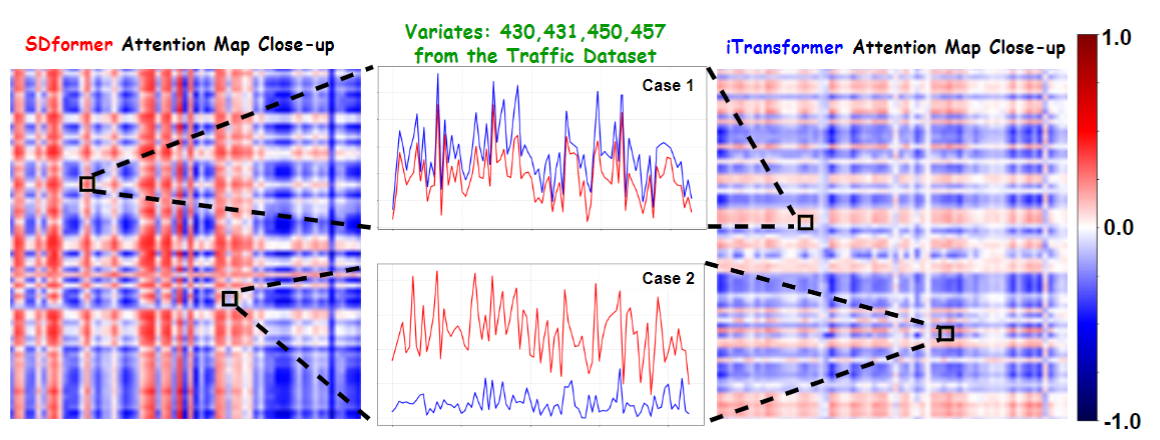 SDformer Attention Map Close-up
Variates: 430,431,450,457
from the Traffic Dataset
iTransformer Attention Map Close-up
Case 1
Case 2
1.0
0.0
-1.0